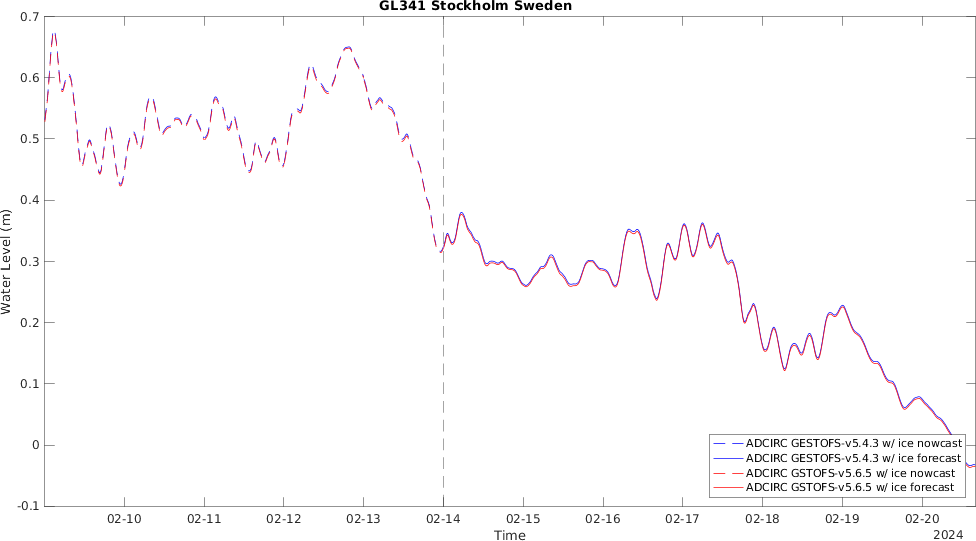 GL341 Stockholm Sweden
0.7
0.6
0.5
0.4
0.3
0.2
0.1
0
-0.1
Water Level (m)
ADCIRC GESTOFS-v5.4.3 w/ ice nowcast
ADCIRC GESTOFS-v5.4.3 w/ ice forecast
ADCIRC GSTOFS-v5.6.5 w/ ice nowcast
ADCIRC GSTOFS-v5.6.5 w/ ice forecast
02-10 02-11 02-12 02-13 02-14 02-15 02-16 02-17 02-18 02-19 02-20
Time
2024